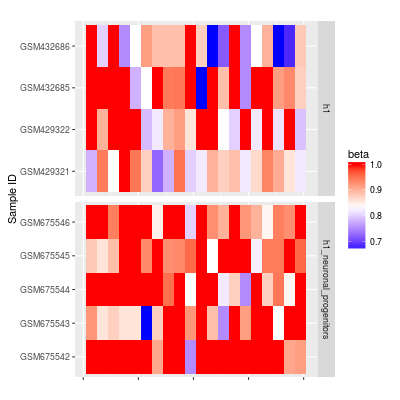 GSM432686
GSM432685
GSM429322
GSM429321
h1
GSM675546
GSM675545
GSM675544
GSM675543
GSM675542
h1_neuronal_progenitors
Sample ID
beta
1.0
0.9
0.8
0.7